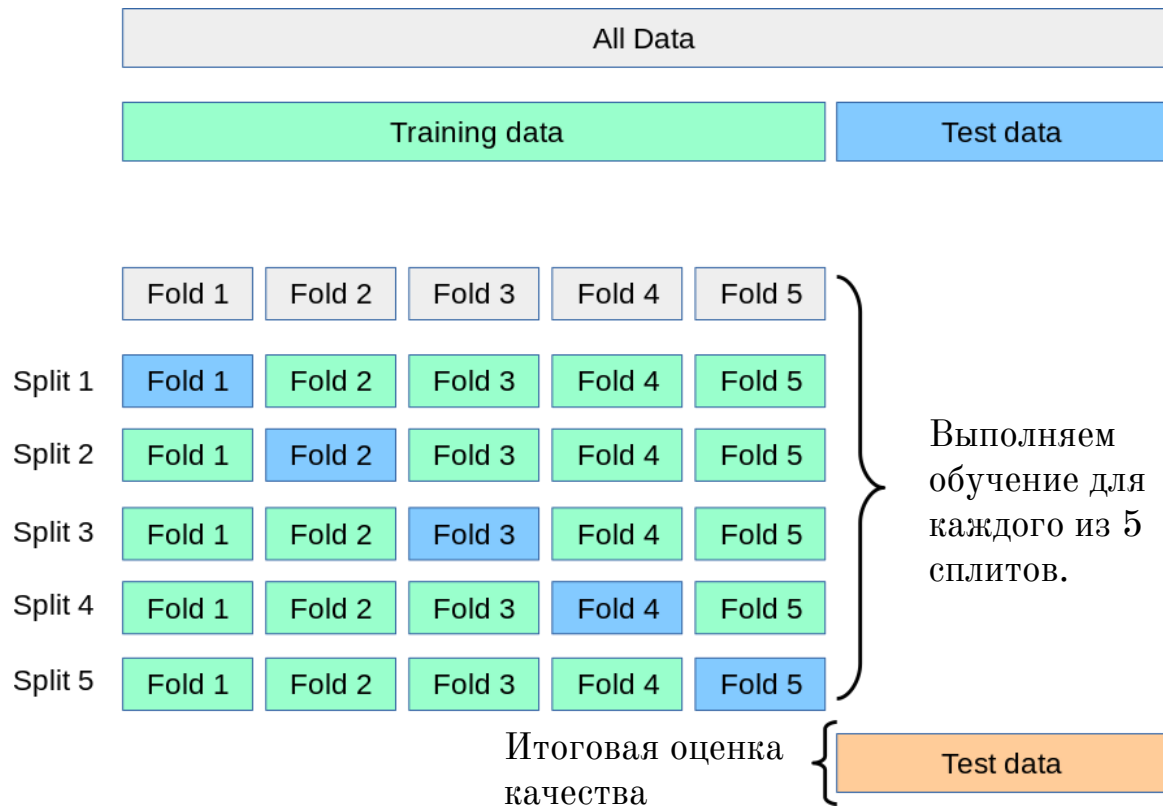 All Data
Training data Test data
Fold 1 Fold 2 Fold 3 Fold 4 Fold 5
Split 1 Fold 1 Fold 2 Fold 3 Fold 4 Fold 5
Split 2 Fold 1 Fold 2 Fold 3 Fold 4 Fold 5
Split 3 Fold 1 Fold 2 Fold 3 Fold 4 Fold 5
Split 4 Fold 1 Fold 2 Fold 3 Fold 4 Fold 5
Split 5 Fold 1 Fold 2 Fold 3 Fold 4 Fold 5
Выполняем
обучение для
каждого из 5
сплитов.
Итоговая оценка
качества
Test data